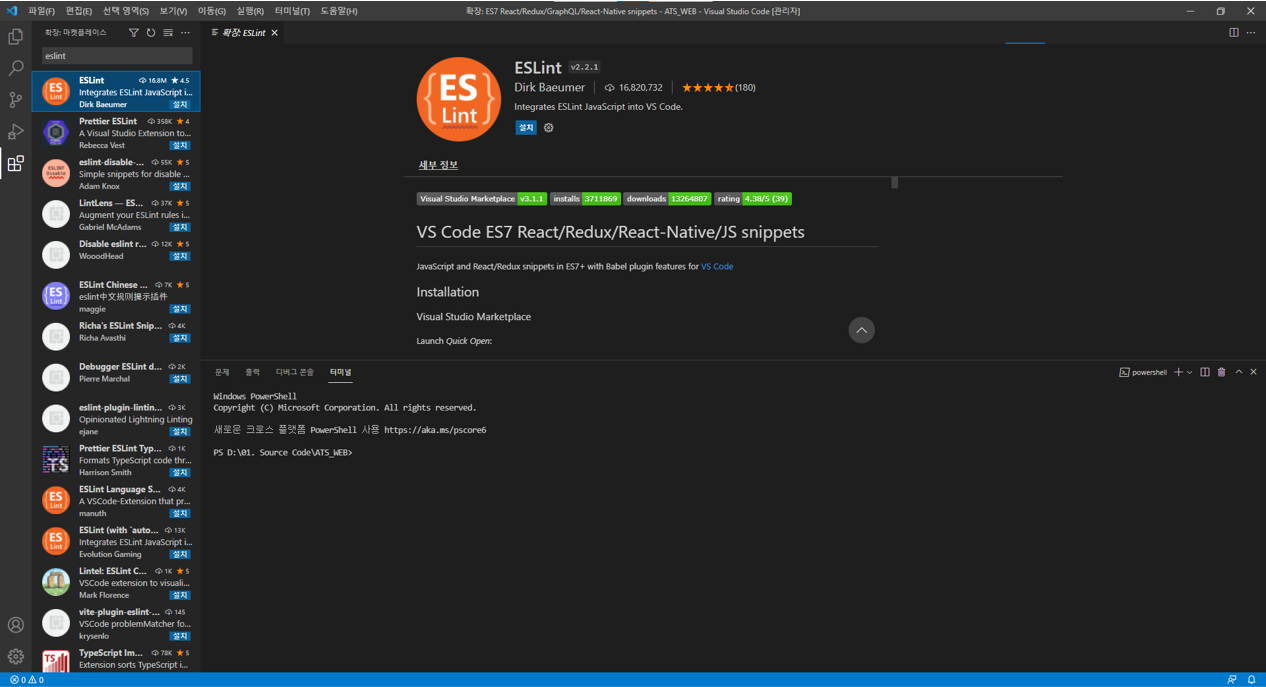 파일(F) 편집(E) 선택 영역(S) 보기(V) 이동(G) 실행(R) 터미널(T) 도움말(H)
확장: ES7 React/Redux/GraphQL/React-Native snippets - ATS_WEB - Visual Studio Code [관리자]
확장: 마켓플레이스
확장: ESLint
eslint
ESLint 16.8M ★ 4.5
Integrates ESLint JavaScript i...
Dirk Baeumer 설치
Prettier ESLint 358K ★ 4
A Visual Studio Extension to...
Rebecca Vest 설치
eslint-disable-... 55K ★ 5
Simple snippets for disable ...
Adam Knox 설치
LintLens — ES... 37K ★ 5
Augment your ESLint rules i...
Gabriel McAdams 설치
Disable eslint r... 12K ★ 5
WooodHead 설치
ESLint Chinese ... 7K ★ 5
eslint中文规则提示插件
maggie 설치
Richa's ESLint Snip... 4K
Richa Avasthi 설치
Debugger ESLint d... 2K
Pierre Marchal 설치
eslint-plugin-lintin... 3K
Opinionated Lightning Linting
ejane 설치
Prettier ESLint Typ... 1K
Formats TypeScript code thr...
Harrison Smith 설치
ESLint Language S... 4K
A VSCode-Extension that pr...
manuth 설치
ESLint (with `auto... 13K
Integrates ESLint JavaScript i...
Evolution Gaming 설치
Lintel: ESLint C... 1K ★ 5
VSCode extension to visuali...
Mark Florence 설치
vite-plugin-eslint-... 145
VSCode problemMatcher fo...
krysenlo 설치
TypeScript Im... 78K ★ 5
Extension sorts TypeScript i...
ES
Lint
ESLint v2.2.1
Dirk Baeumer 16,820,732 (180)
Integrates ESLint JavaScript into VS Code.
설치
세부 정보
Visual Studio Marketplace v3.1.1 installs 3711869 downloads 13264807 rating 4.38/5 (39)
VS Code ES7 React/Redux/React-Native/JS snippets
JavaScript and React/Redux snippets in ES7+ with Babel plugin features for VS Code
Installation
Visual Studio Marketplace
Launch Quick Open:
문제 출력 디버그 콘솔 터미널
powershell
Windows PowerShell
Copyright (C) Microsoft Corporation. All rights reserved.
새로운 크로스 플랫폼 PowerShell 사용 https://aka.ms/pscore6
PS D:\01. Source Code\ATS_WEB>
0 0